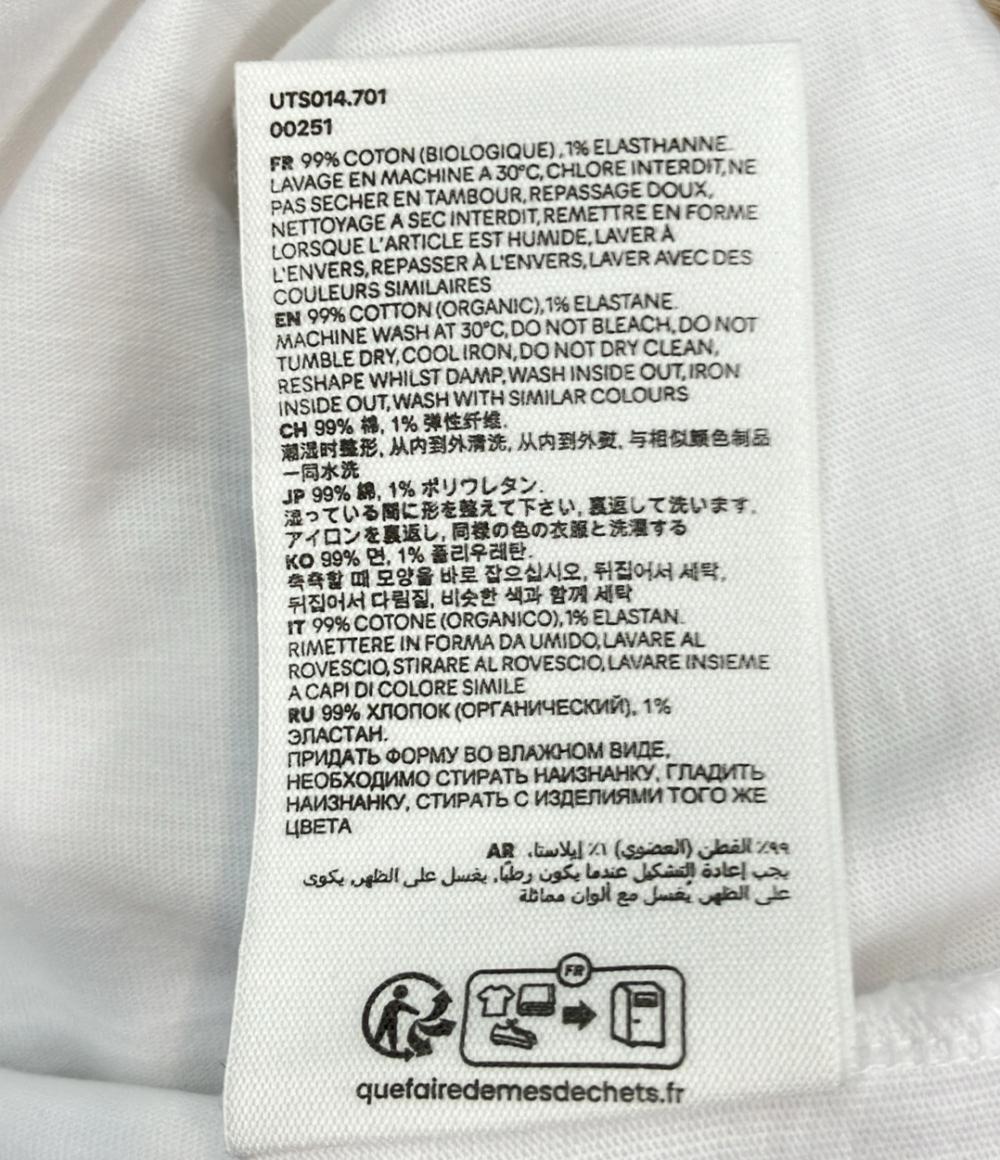 UTS014.701
00251
FR 99% COTON (BIOLOGIQUE), 1% ELASTHANNE.
LAVAGE EN MACHINE A 30°C, CHLORE INTERDIT, NE
PAS SECHER EN TAMBOUR, REPASSAGE DOUX,
NETTOYAGE A SEC INTERDIT, REMETTRE EN FORME
LORSQUE L'ARTICLE EST HUMIDE, LAVER À
L'ENVERS, REPASSER À L'ENVERS, LAVER AVEC DES
COULEURS SIMILAIRES
EN 99% COTTON (ORGANIC), 1% ELASTANE.
MACHINE WASH AT 30°C, DO NOT BLEACH, DO NOT
TUMBLE DRY, COOL IRON, DO NOT DRY CLEAN,
RESHAPE WHILST DAMP, WASH INSIDE OUT, IRON
INSIDE OUT, WASH WITH SIMILAR COLOURS
CH 99% 棉, 1% 弹性纤维.
潮湿时整形, 从内到外清洗, 从内到外熨, 与相似颜色制品
一同水洗
JP 99% 綿, 1% ポリウレタン.
湿っている間に形を整えて下さい, 裏返して洗います,
アイロンを裏返し, 同様の色の衣服と洗濯する
KO 99% 면, 1% 폴리우레탄.
축축할 때 모양을 바로 잡으십시오, 뒤집어서 세탁,
뒤집어서 다림질, 비슷한 색과 함께 세탁
IT 99% COTONE (ORGANICO), 1% ELASTAN.
RIMETTERE IN FORMA DA UMIDO, LAVARE AL
ROVESCIO, STIRARE AL ROVESCIO, LAVARE INSIEME
A CAPI DI COLORE SIMILE
RU 99% ХЛОПОК (ОРГАНИЧЕСКИЙ), 1%
ЭЛАСТАН.
ПРИДАТЬ ФОРМУ ВО ВЛАЖНОМ ВИДЕ,
НЕОБХОДИМО СТИРАТЬ НАИЗНАНКУ, ГЛАДИТЬ
НАИЗНАНКУ, СТИРАТЬ С ИЗДЕЛИЯМИ ТОГО ЖЕ
ЦВЕТА
٩٩٪ القطن (العضوي) ١٪ إيلاستا. AR
يجب إعادة التشكيل عندما يكون رطبًا, يغسل على الظهر, يكوى
على الظهر, يُغسل مع ألوان مماثلة
FR
quefairedemesdechets.fr